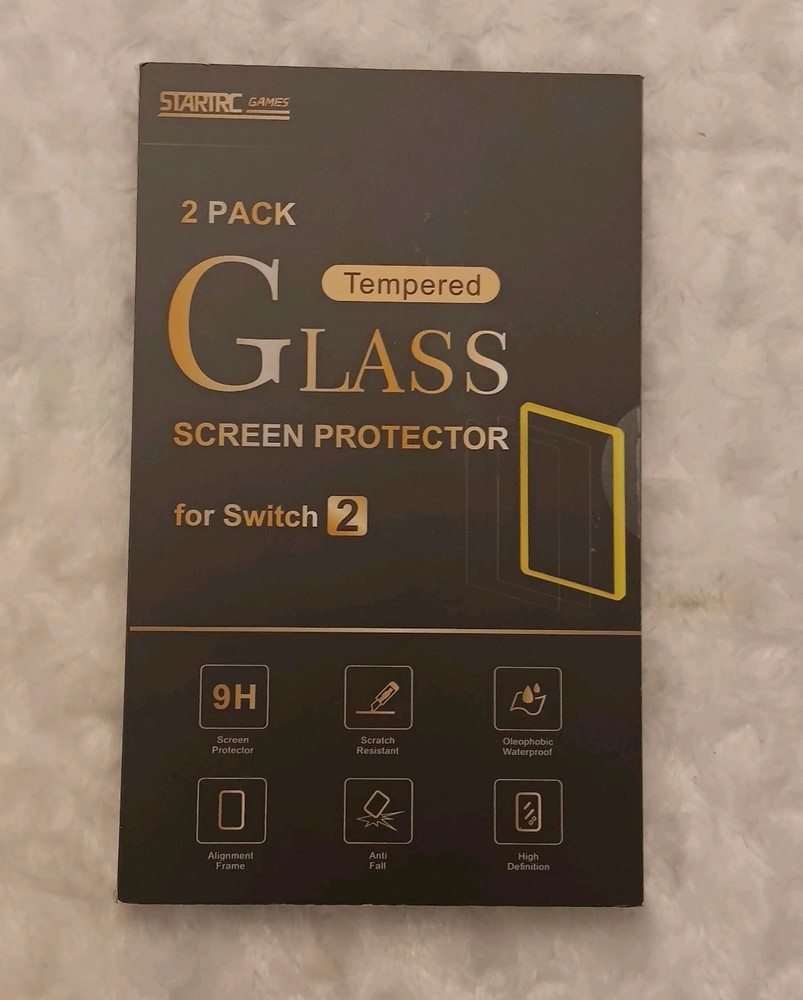 STARTRC GAMES
2 PACK
Tempered
GLASS
SCREEN PROTECTOR
for Switch 2
9H
Screen
Protector
Scratch
Resistant
Oleophobic
Waterproof
Alignment
Frame
Anti
Fall
High
Definition